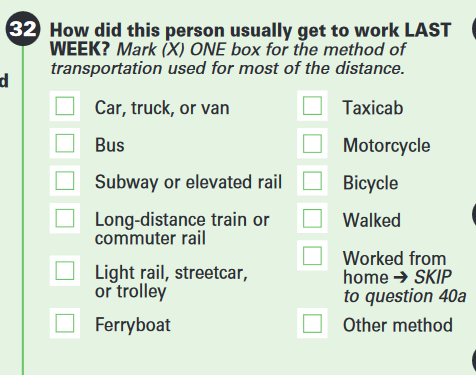 32 How did this person usually get to work LAST
WEEK? Mark (X) ONE box for the method of
transportation used for most of the distance.
d
Car, truck, or van
Bus
Subway or elevated rail
Long-distance train or
commuter rail
Light rail, streetcar,
or trolley
Ferryboat
Taxicab
Motorcycle
Bicycle
Walked
Worked from
home ➔ SKIP
to question 40a
Other method